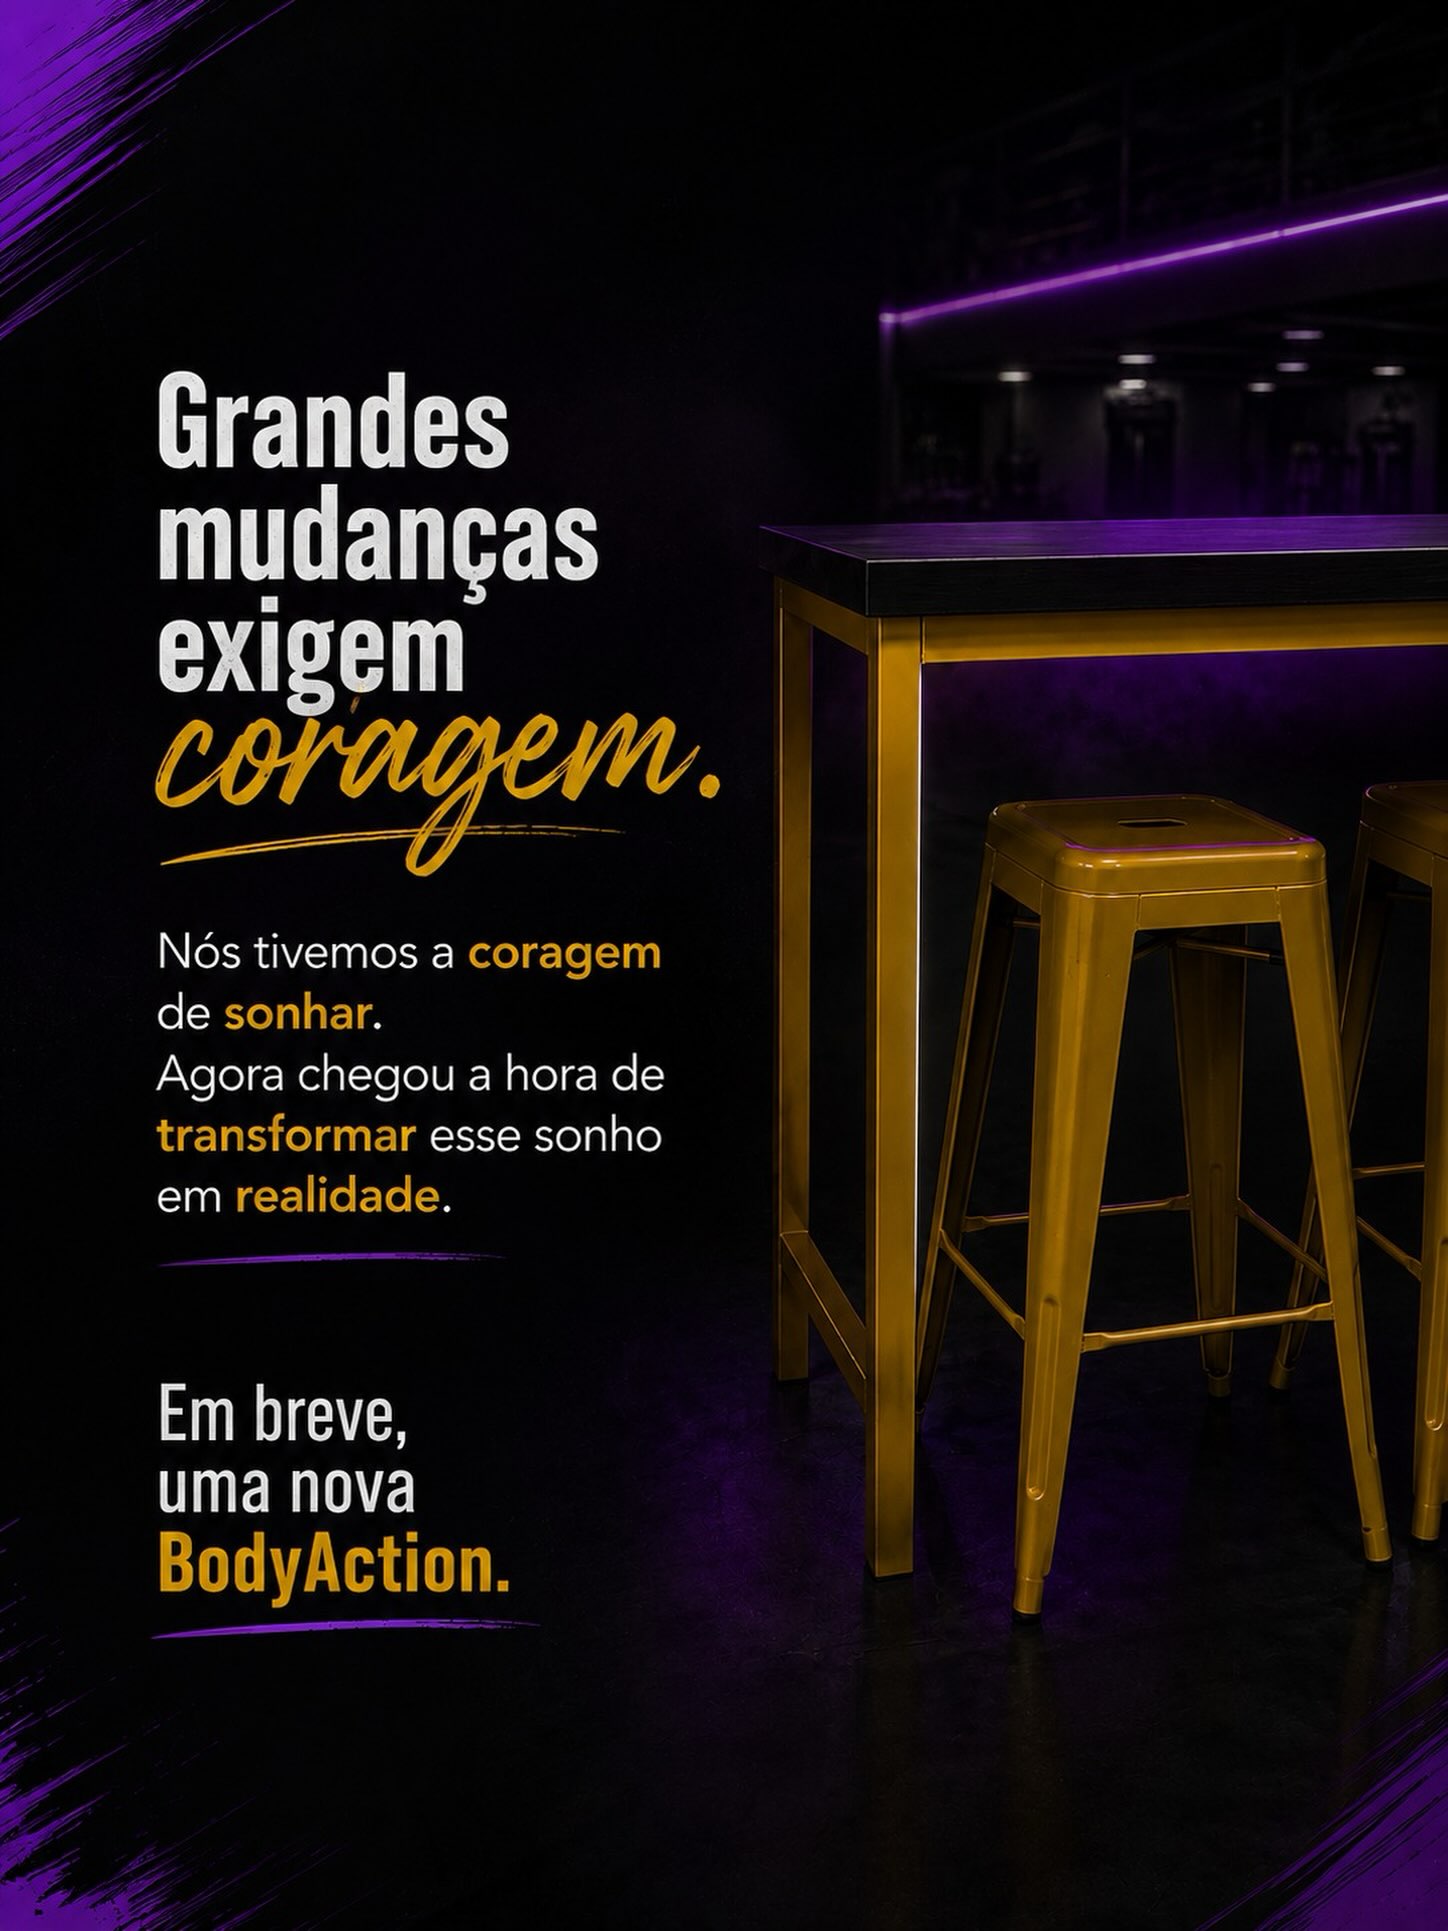 Grandes
mudanças
exigem
coragem.
Nós tivemos a coragem
de sonhar.
Agora chegou a hora de
transformar esse sonho
em realidade.
Em breve,
uma nova
BodyAction.